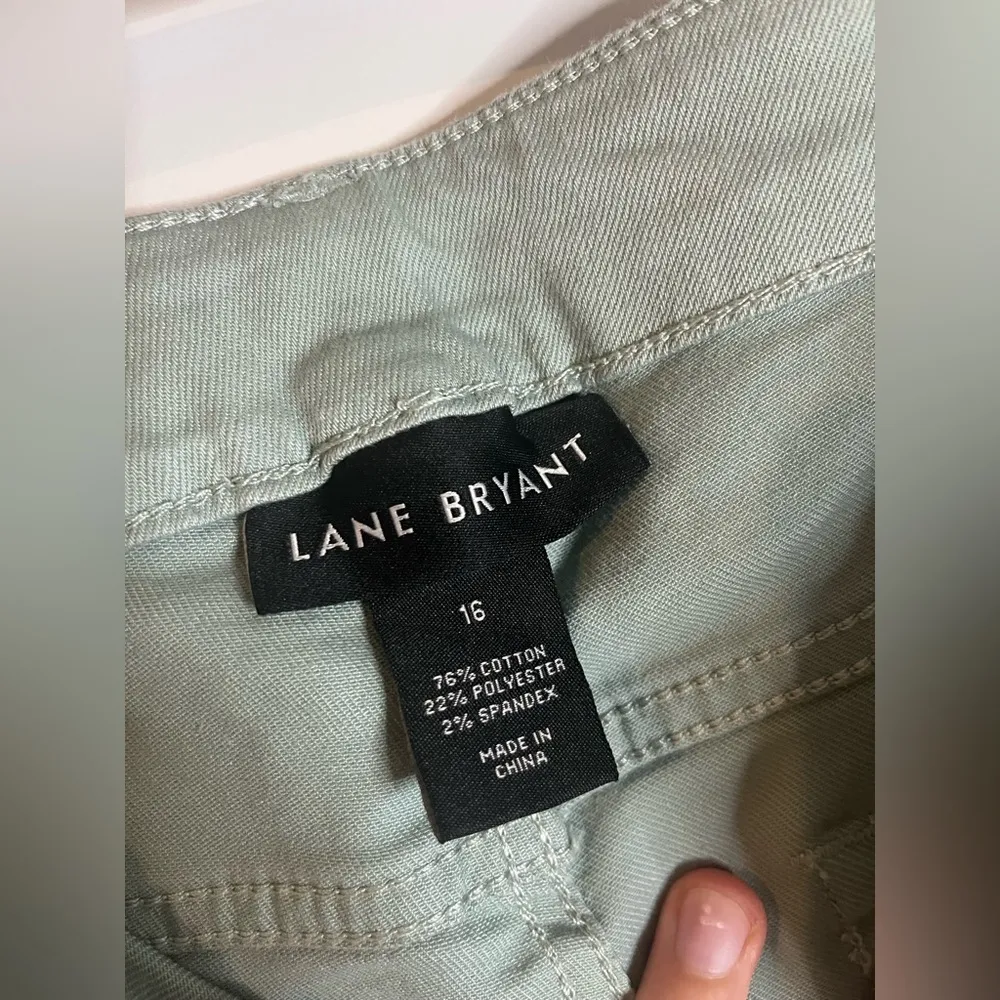 LANE BRYANT
16
76% COTTON
22% POLYESTER
2% SPANDEX
MADE IN
CHINA